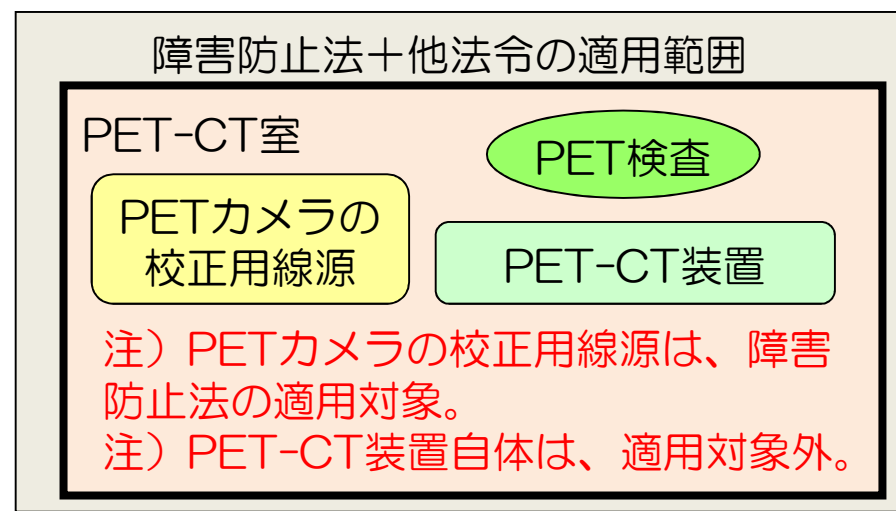 障害防止法＋他法令の適用範囲
PET-CT室
PET検査
PETカメラの
校正用線源
PET-CT装置
注）PETカメラの校正用線源は、障害
防止法の適用対象。
注）PET-CT装置自体は、適用対象外。